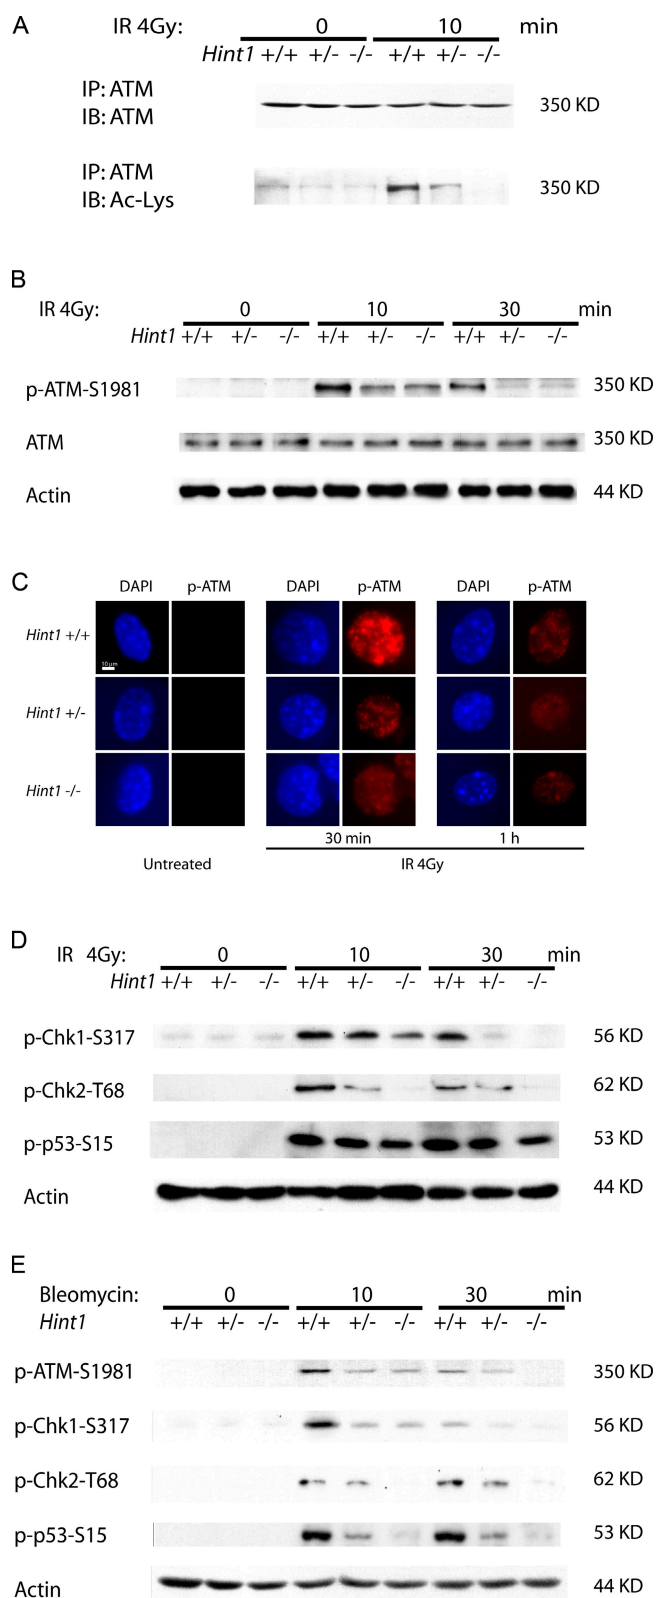 A
IR 4Gy: 0 10 min
Hint1 +/+ +/- -/- +/+ +/- -/-
IP: ATM
IB: ATM
350 KD
IP: ATM
IB: Ac-Lys
350 KD
B
IR 4Gy: 0 10 30 min
Hint1 +/+ +/- -/- +/+ +/- -/- +/+ +/- -/-
p-ATM-S1981 350 KD
ATM 350 KD
Actin 44 KD
C
DAPI p-ATM DAPI p-ATM DAPI p-ATM
Hint1 +/+
10 µm
Hint1 +/-
Hint1 -/-
30 min 1 h
Untreated IR 4Gy
D
IR 4Gy: 0 10 30 min
Hint1 +/+ +/- -/- +/+ +/- -/- +/+ +/- -/-
p-Chk1-S317 56 KD
p-Chk2-T68 62 KD
p-p53-S15 53 KD
Actin 44 KD
E
Bleomycin: 0 10 30 min
Hint1 +/+ +/- -/- +/+ +/- -/- +/+ +/- -/-
p-ATM-S1981 350 KD
p-Chk1-S317 56 KD
p-Chk2-T68 62 KD
p-p53-S15 53 KD
Actin 44 KD